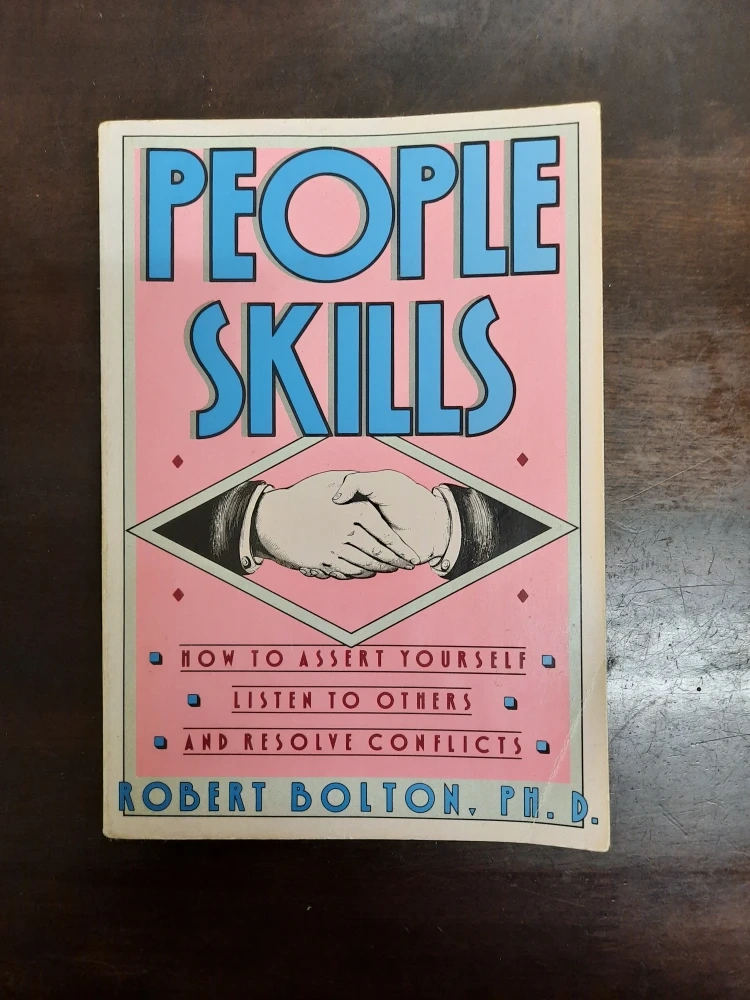 PEOPLE
SKILLS
HOW TO ASSERT YOURSELF
LISTEN TO OTHERS
AND RESOLVE CONFLICTS
ROBERT BOLTON, PH. D.